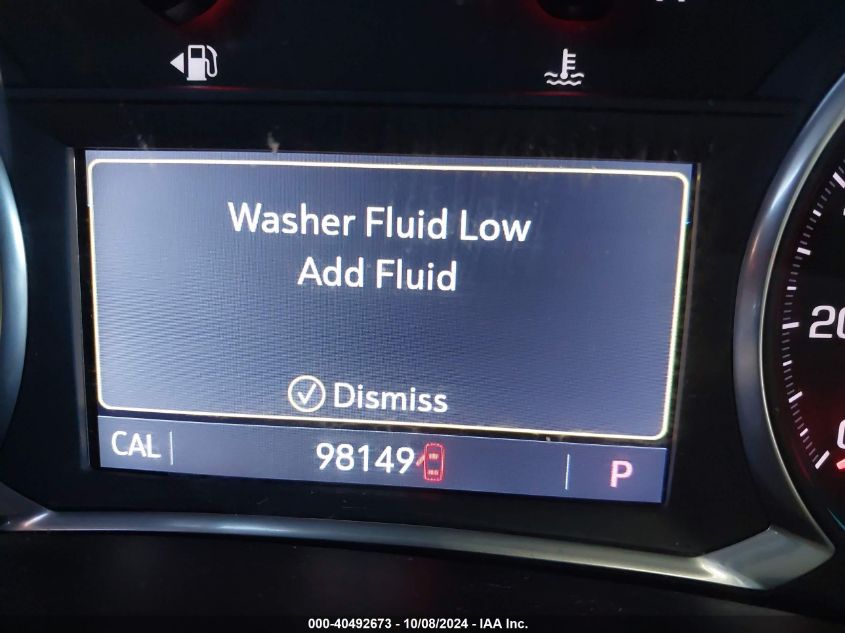 Washer Fluid Low
Add Fluid
Dismiss
CAL 98149 P
20
000-40492673 - 10/08/2024 - IAA Inc.